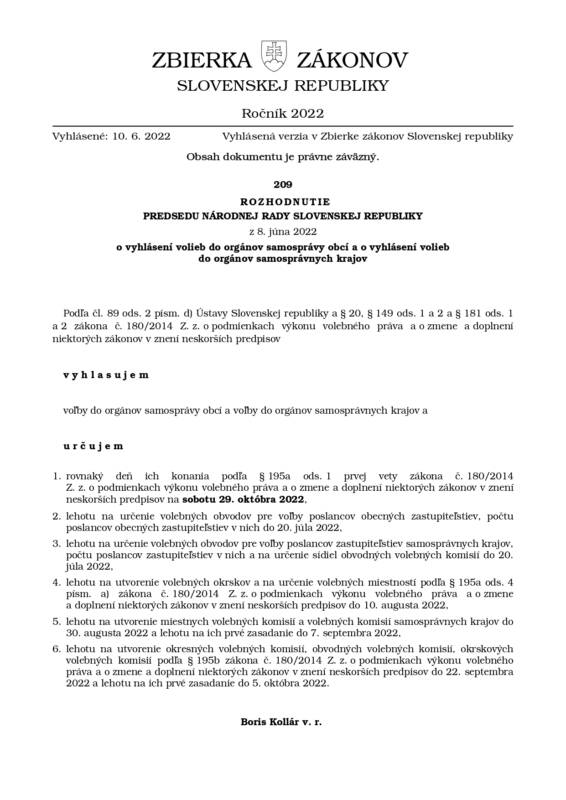 ZBIERKA ZÁKONOV
SLOVENSKEJ REPUBLIKY
Ročník 2022
Vyhlásené: 10. 6. 2022 Vyhlásená verzia v Zbierke zákonov Slovenskej republiky
Obsah dokumentu je právne záväzný.
209
ROZHODNUTIE
PREDSEDU NÁRODNEJ RADY SLOVENSKEJ REPUBLIKY
z 8. júna 2022
o vyhlásení volieb do orgánov samosprávy obcí a o vyhlásení volieb
do orgánov samosprávnych krajov
Podľa čl. 89 ods. 2 písm. d) Ústavy Slovenskej republiky a § 20, § 149 ods. 1 a 2 a § 181 ods. 1
a 2 zákona č. 180/2014 Z. z. o podmienkach výkonu volebného práva a o zmene a doplnení
niektorých zákonov v znení neskorších predpisov
vyhlasujem
voľby do orgánov samosprávy obcí a voľby do orgánov samosprávnych krajov a
určujem
1. rovnaký deň ich konania podľa § 195a ods. 1 prvej vety zákona č. 180/2014
Z. z. o podmienkach výkonu volebného práva a o zmene a doplnení niektorých zákonov v znení
neskorších predpisov na sobotu 29. októbra 2022,
2. lehotu na určenie volebných obvodov pre voľby poslancov obecných zastupiteľstiev, počtu
poslancov obecných zastupiteľstiev v nich do 20. júla 2022,
3. lehotu na určenie volebných obvodov pre voľby poslancov zastupiteľstiev samosprávnych krajov,
počtu poslancov zastupiteľstiev v nich a na určenie sídiel obvodných volebných komisií do 20.
júla 2022,
4. lehotu na utvorenie volebných okrskov a na určenie volebných miestností podľa § 195a ods. 4
písm. a) zákona č. 180/2014 Z. z. o podmienkach výkonu volebného práva a o zmene
a doplnení niektorých zákonov v znení neskorších predpisov do 10. augusta 2022,
5. lehotu na utvorenie miestnych volebných komisií a volebných komisií samosprávnych krajov do
30. augusta 2022 a lehotu na ich prvé zasadanie do 7. septembra 2022,
6. lehotu na utvorenie okresných volebných komisií, obvodných volebných komisií, okrskových
volebných komisií podľa § 195b zákona č. 180/2014 Z. z. o podmienkach výkonu volebného
práva a o zmene a doplnení niektorých zákonov v znení neskorších predpisov do 22. septembra
2022 a lehotu na ich prvé zasadanie do 5. októbra 2022.
Boris Kollár v. r.